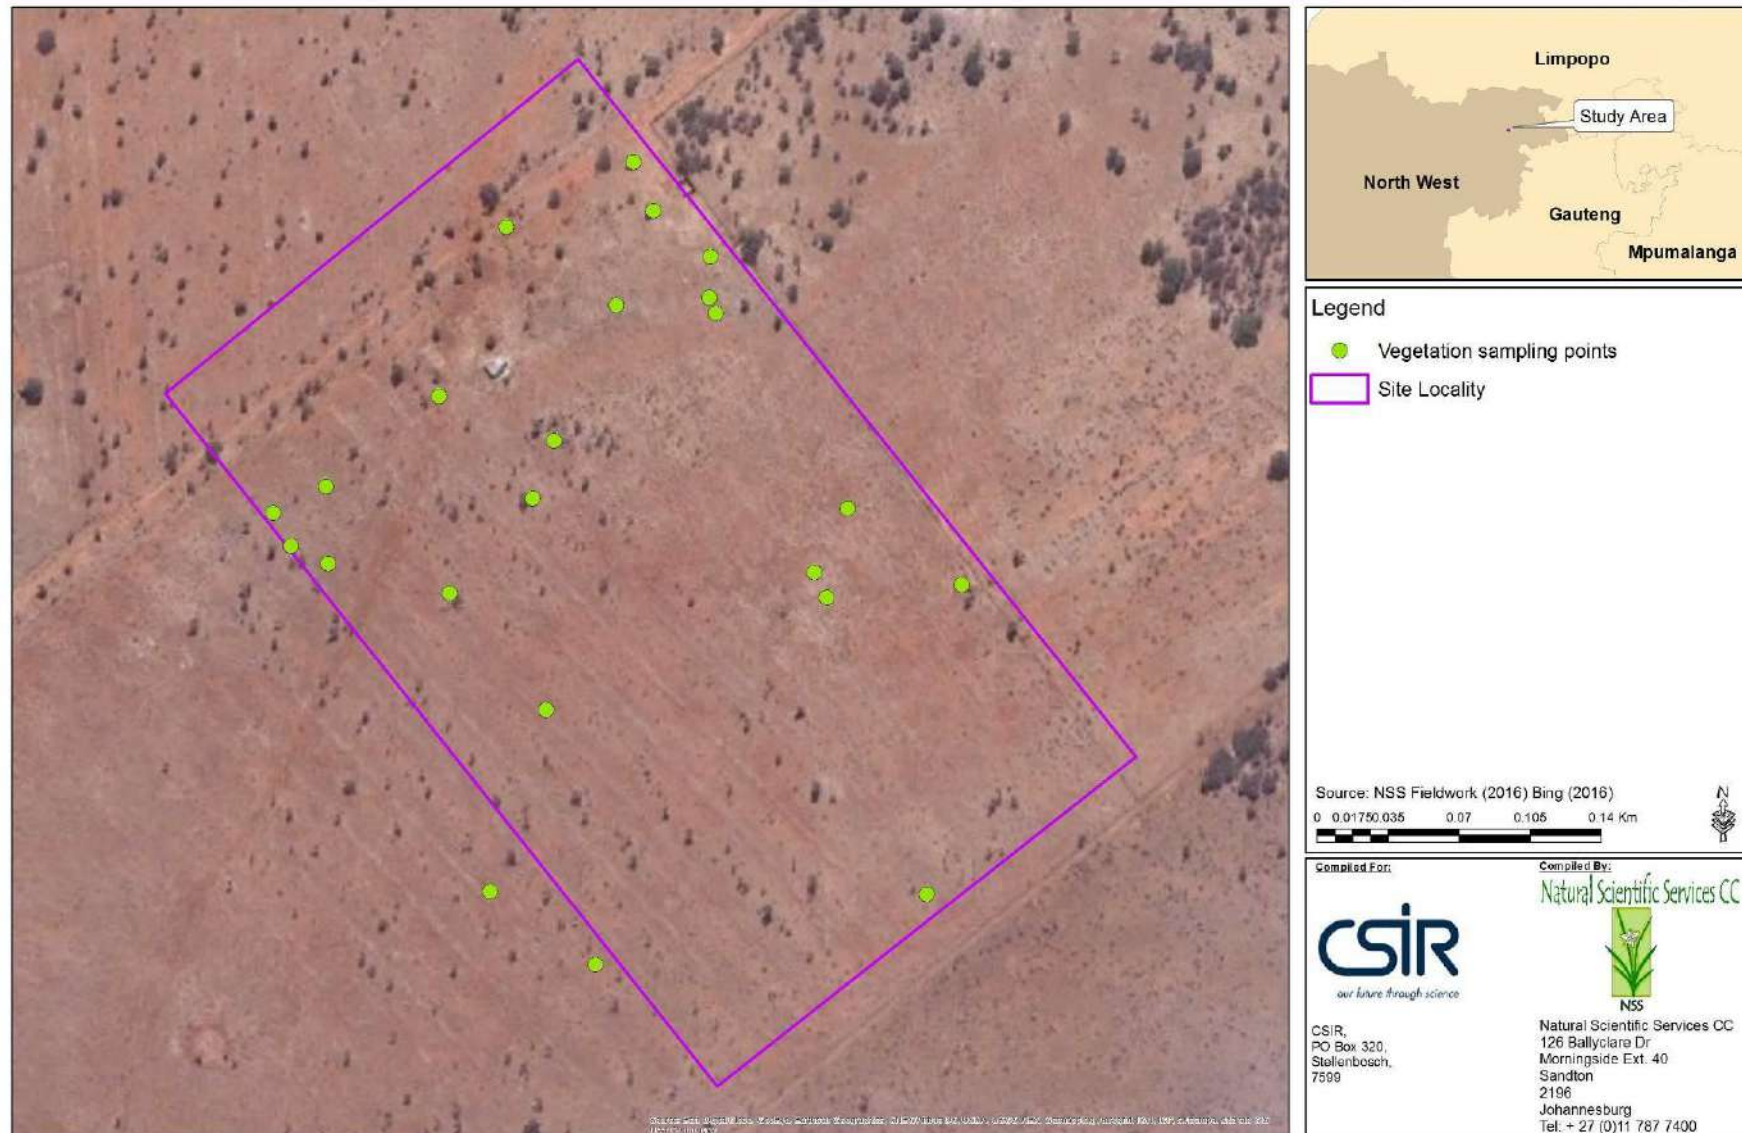 Limpopo
Study Area
North West
Gauteng
Mpumalanga
Legend
Vegetation sampling points
Site Locality
Source: NSS Fieldwork (2016) Bing (2016)
N
0 0.01750.035 0.07 0.105 0.14 Km
Compiled For:
CSIR
our future through science
CSIR,
PO Box 320,
Stellenbosch,
7599
Compiled By:
Natural Scientific Services CC
NSS
Natural Scientific Services CC
126 Ballyclare Dr
Morningside Ext. 40
Sandton
2196
Johannesburg
Tel: + 27 (0)11 787 7400